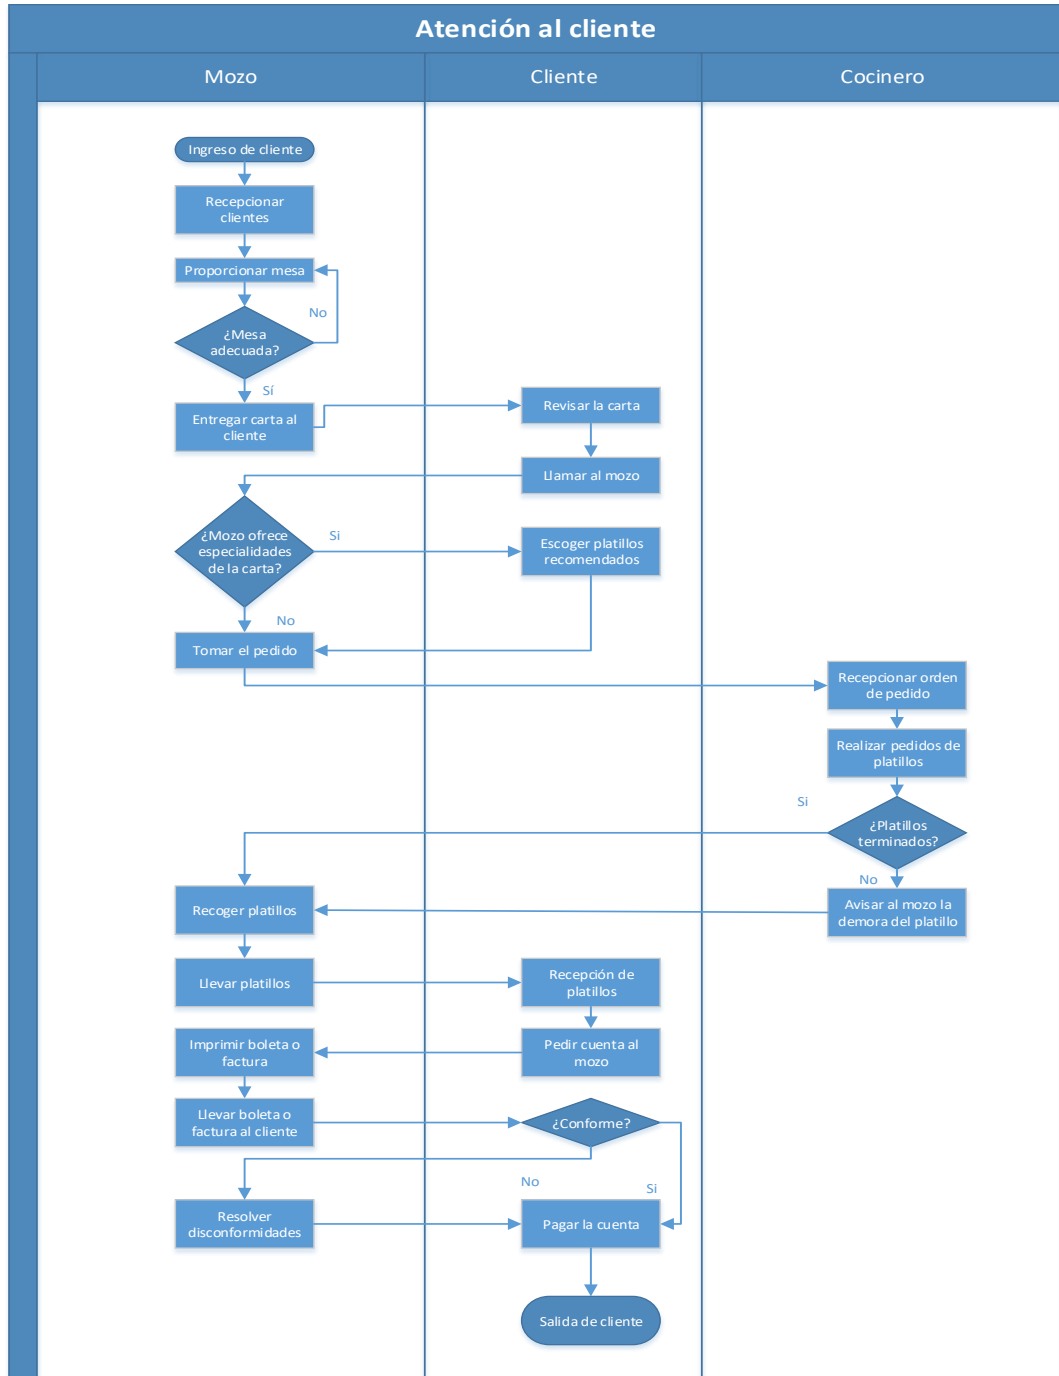 Atención al cliente
Mozo
Cliente
Cocinero
Ingreso de cliente
Recepcionar
clientes
Proporcionar mesa
No
¿Mesa
adecuada?
Sí
Entregar carta al
cliente
Revisar la carta
Llamar al mozo
¿Mozo ofrece
especialidades
de la carta?
Si
Escoger platillos
recomendados
No
Tomar el pedido
Recepcionar orden
de pedido
Realizar pedidos de
platillos
Si
¿Platillos
terminados?
No
Avisar al mozo la
demora del platillo
Recoger platillos
Llevar platillos
Recepción de
platillos
Imprimir boleta o
factura
Pedir cuenta al
mozo
Llevar boleta o
factura al cliente
¿Conforme?
No
Si
Resolver
disconformidades
Pagar la cuenta
Salida de cliente